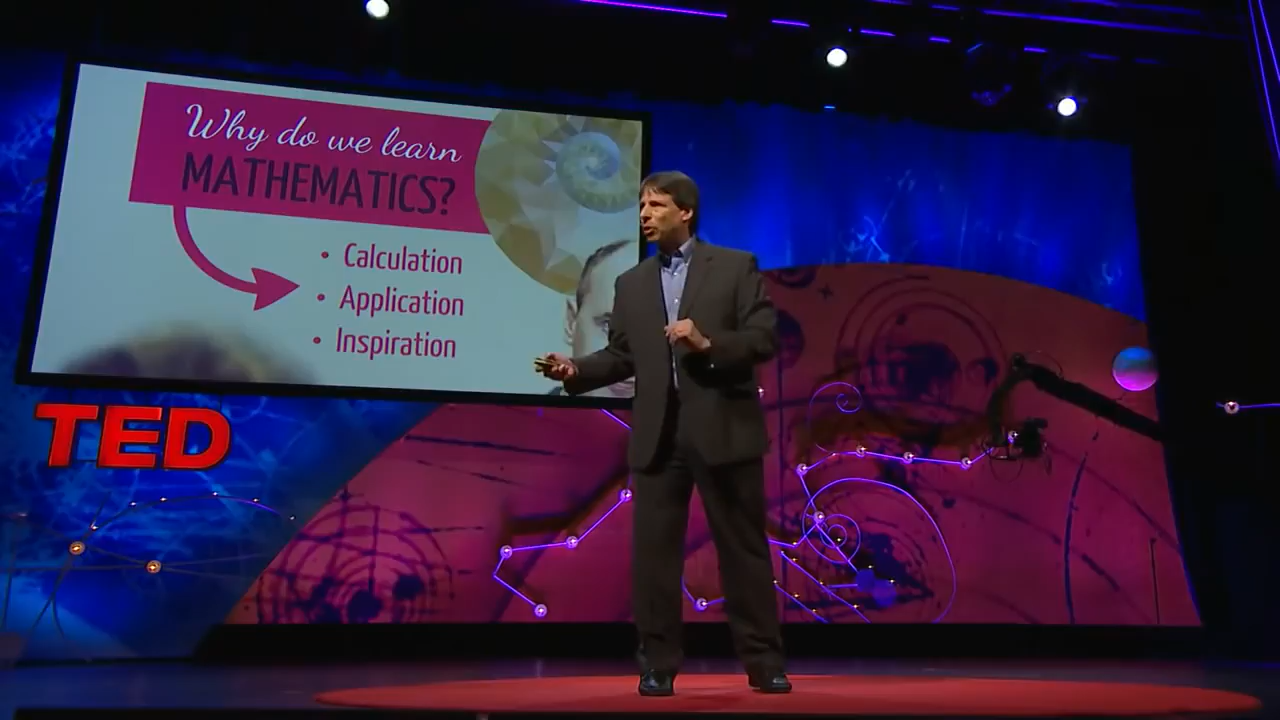 Why do we learn
MATHEMATICS?
• Calculation
• Application
• Inspiration
TED